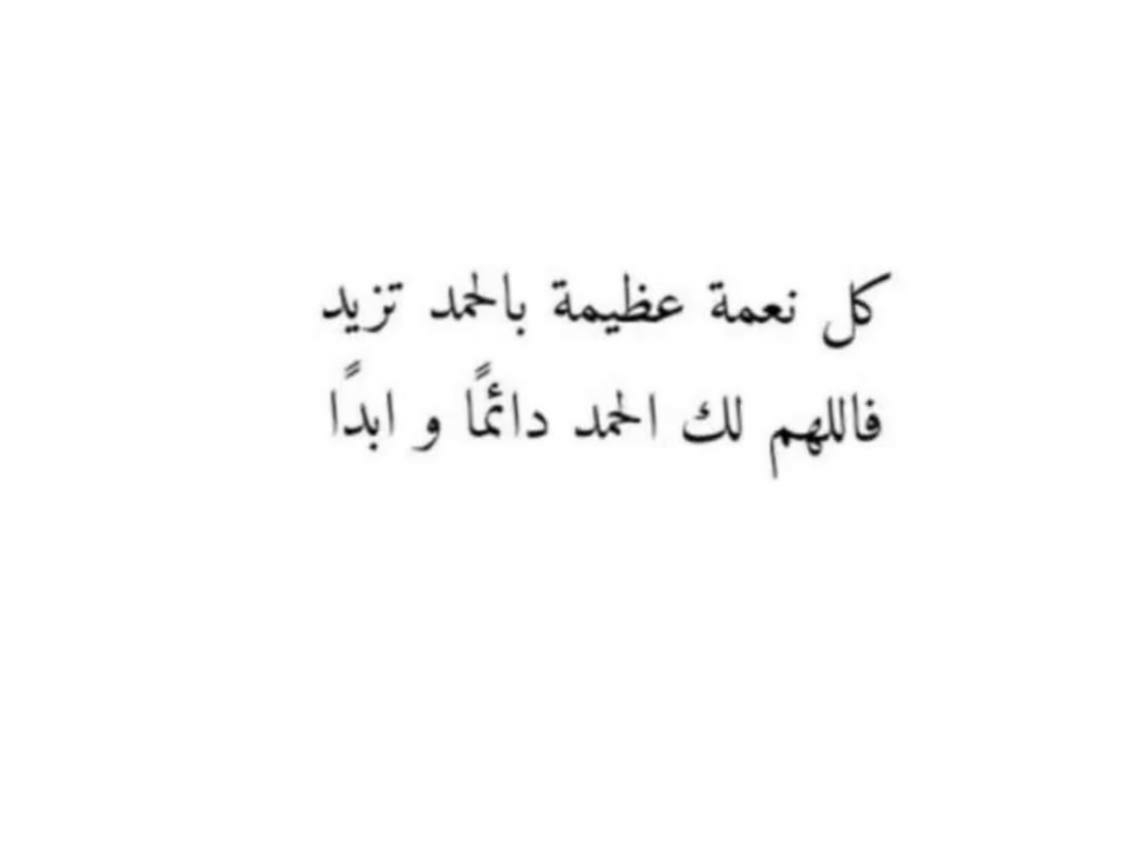 كل نعمة عظيمة بالحمد تزيد
فاللهم لك الحمد دائمًا و ابدًا